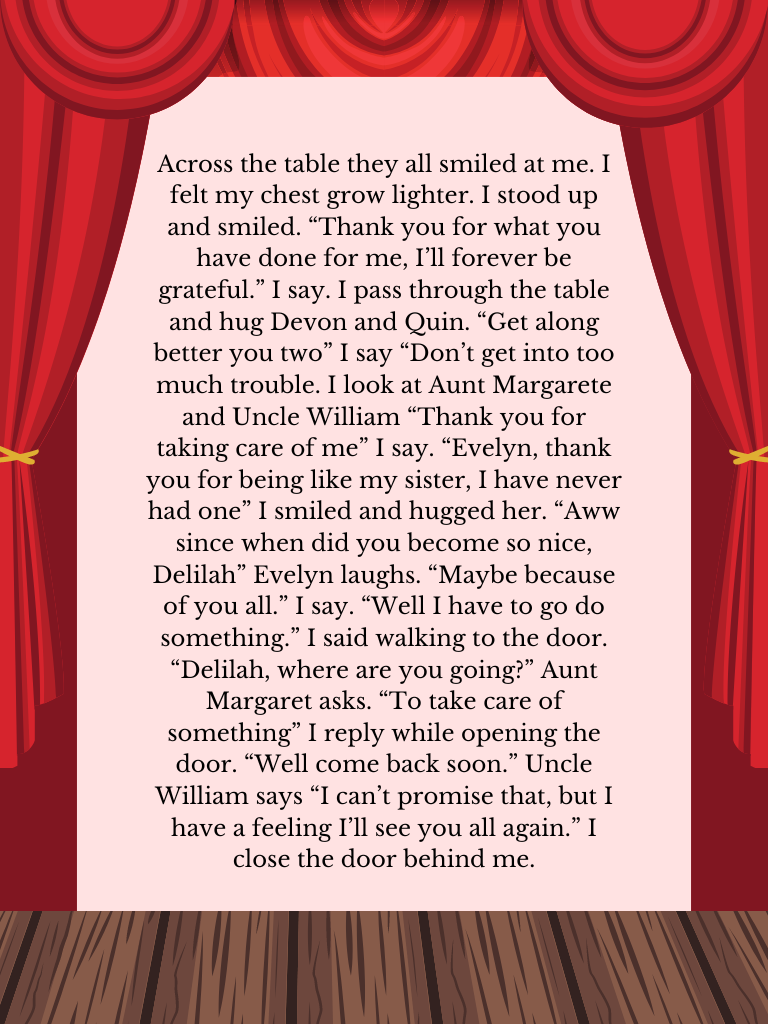 Across the table they all smiled at me. I
felt my chest grow lighter. I stood up
and smiled. “Thank you for what you
have done for me, I’ll forever be
grateful.” I say. I pass through the table
and hug Devon and Quin. “Get along
better you two” I say “Don’t get into too
much trouble. I look at Aunt Margarete
and Uncle William “Thank you for
taking care of me” I say. “Evelyn, thank
you for being like my sister, I have never
had one” I smiled and hugged her. “Aww
since when did you become so nice,
Delilah” Evelyn laughs. “Maybe because
of you all.” I say. “Well I have to go do
something.” I said walking to the door.
“Delilah, where are you going?” Aunt
Margaret asks. “To take care of
something” I reply while opening the
door. “Well come back soon.” Uncle
William says “I can’t promise that, but I
have a feeling I’ll see you all again.” I
close the door behind me.